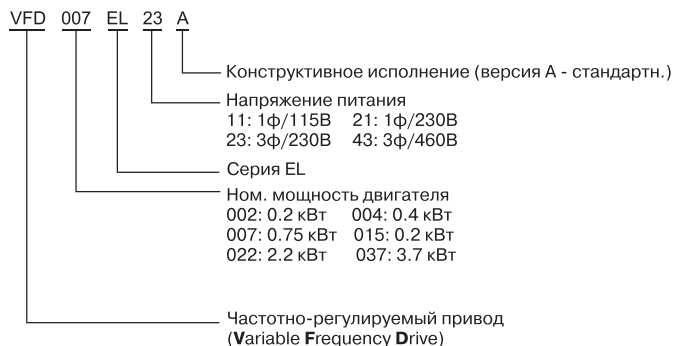 VFD 007 EL 23 A
Конструктивное исполнение (версия А - стандартн.)
Напряжение питания
11: 1ф/115В 21: 1ф/230В
23: 3ф/230В 43: 3ф/460В
Серия EL
Ном. мощность двигателя
002: 0.2 кВт 004: 0.4 кВт
007: 0.75 кВт 015: 0.2 кВт
022: 2.2 кВт 037: 3.7 кВт
Частотно-регулируемый привод
(Variable Frequency Drive)